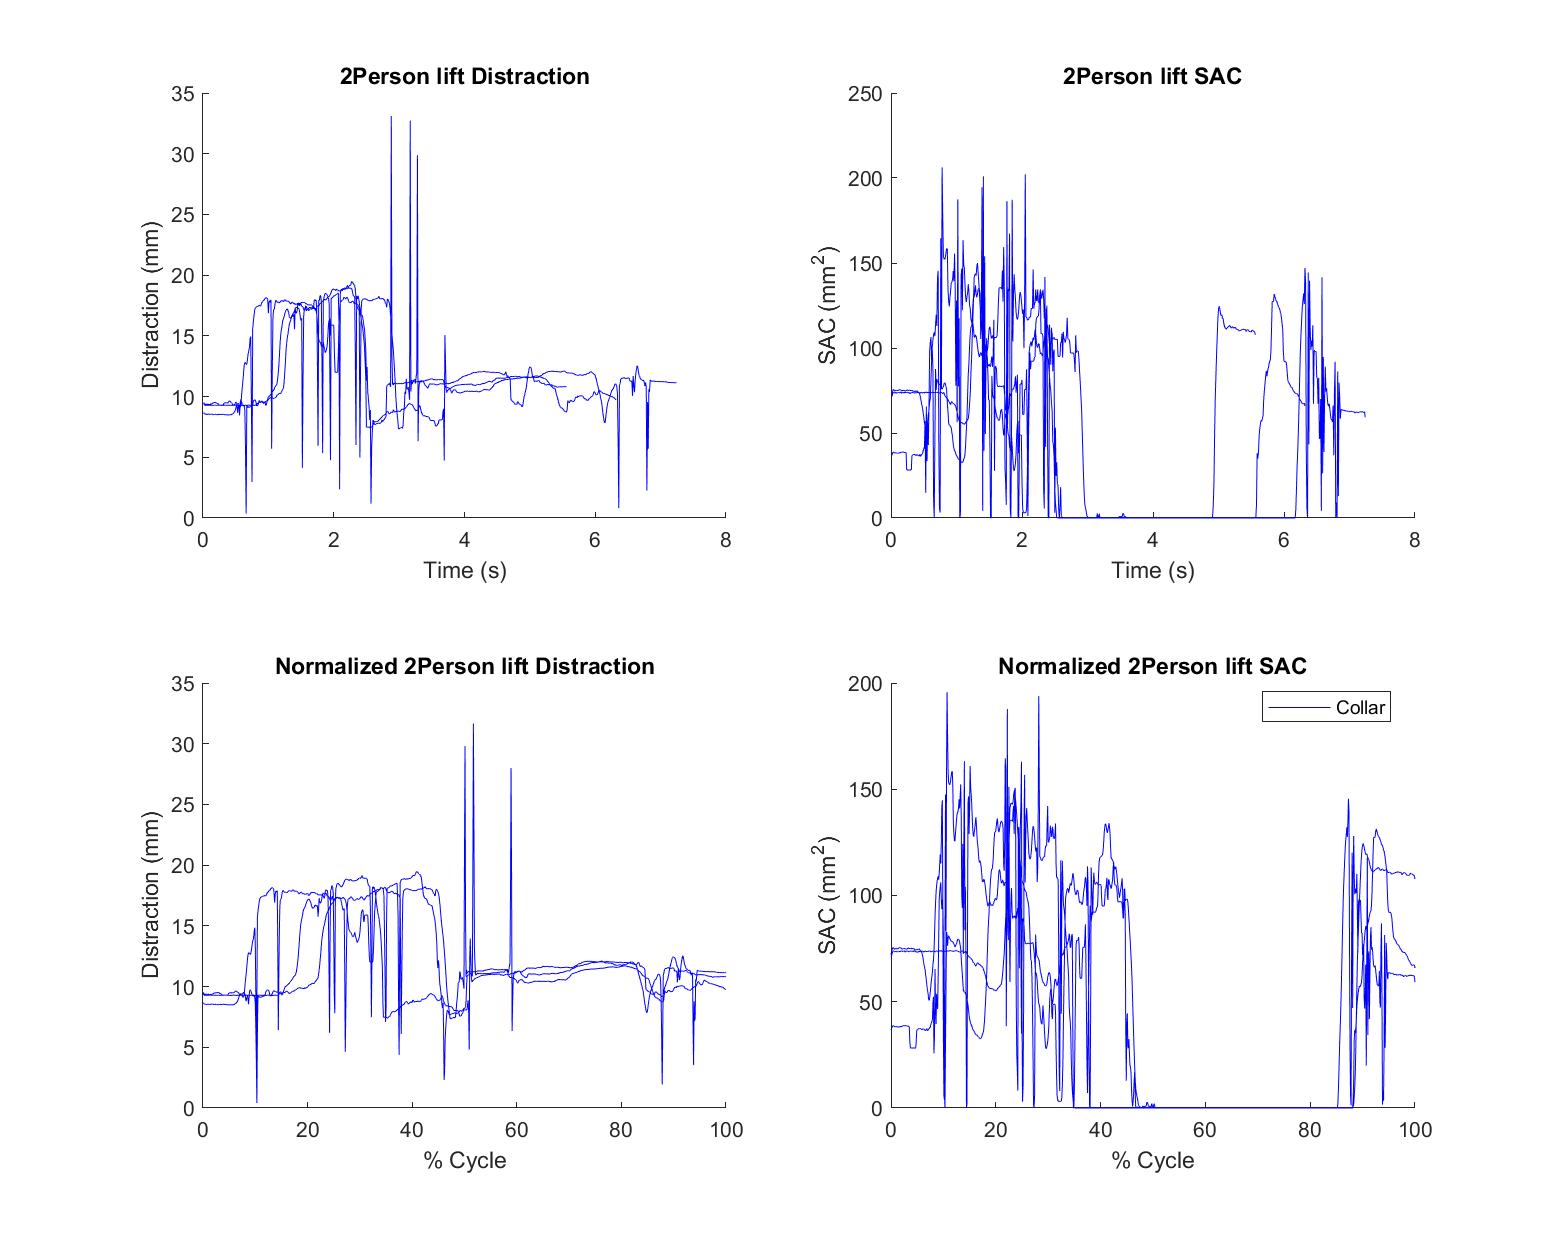 2Person lift Distraction
35
30
25
20
15
10
5
0
Distraction (mm)
0 2 4 6 8
Time (s)
2Person lift SAC
250
200
150
100
50
0
SAC (mm²)
0 2 4 6 8
Time (s)
Normalized 2Person lift Distraction
35
30
25
20
15
10
5
0
Distraction (mm)
0 20 40 60 80 100
% Cycle
Normalized 2Person lift SAC
200
150
100
50
0
SAC (mm²)
Collar
0 20 40 60 80 100
% Cycle